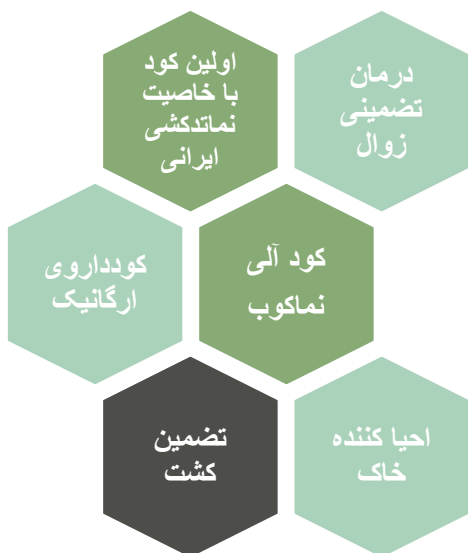 اولین کود
با خاصیت
نماتدکشی
ایرانی
درمان
تضمینی
زوال
کودداروی
ارگانیک
کود آلی
نماکوب
تضمین
کشت
احیا کننده
خاک